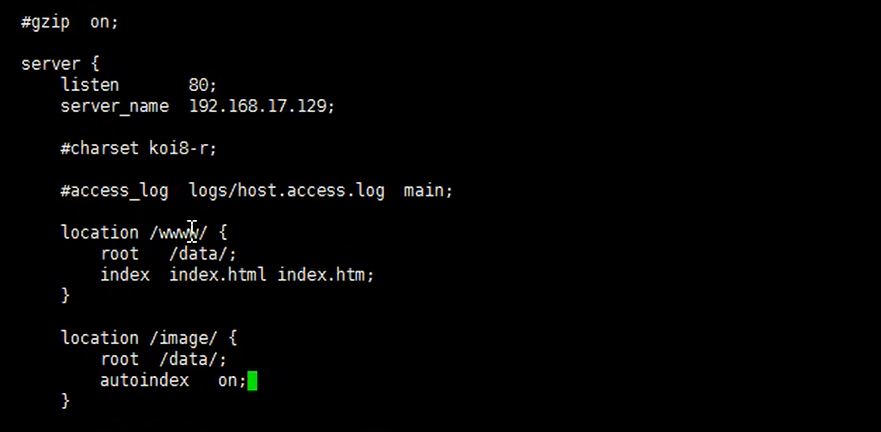 #gzip  on;
server {
listen       80;
server_name  192.168.17.129;
#charset koi8-r;
#access_log  logs/host.access.log  main;
location /www/ {
root   /data/;
index  index.html index.htm;
}
location /image/ {
root  /data/;
autoindex   on;
}